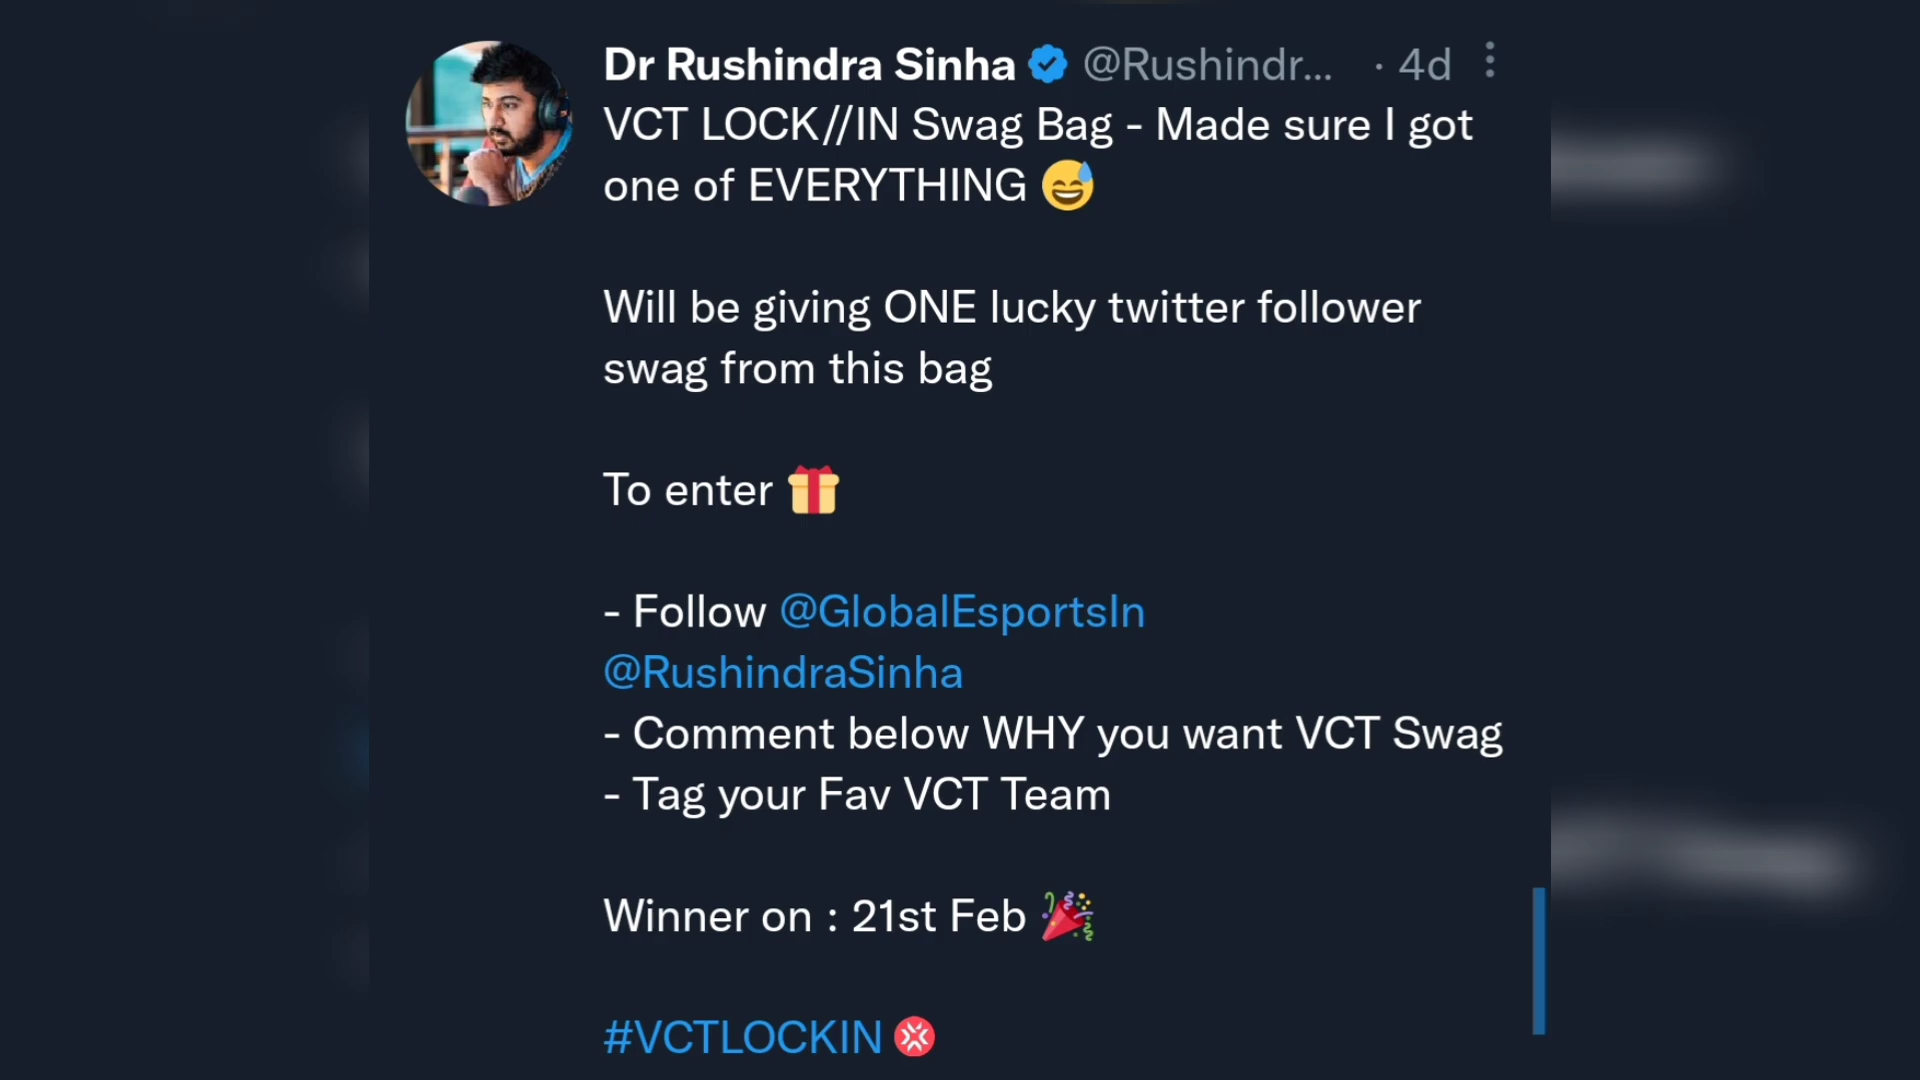 Dr Rushindra Sinha @Rushindr... · 4d
VCT LOCK//IN Swag Bag - Made sure I got
one of EVERYTHING 😅
Will be giving ONE lucky twitter follower
swag from this bag
To enter 🎁
- Follow @GlobalEsportsIn
@RushindraSinha
- Comment below WHY you want VCT Swag
- Tag your Fav VCT Team
Winner on : 21st Feb 🎉
#VCTLOCKIN